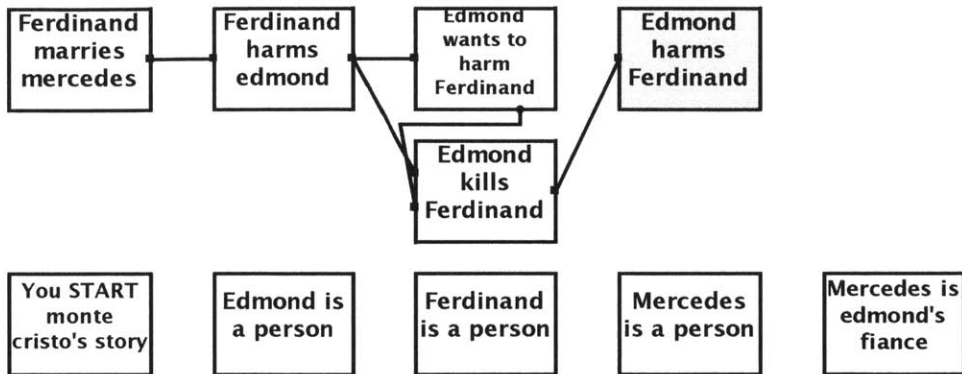 Ferdinand
marries
mercedes
Ferdinand
harms
edmond
Edmond
wants to
harm
Ferdinand
Edmond
harms
Ferdinand
Edmond
kills
Ferdinand
You START
monte
cristo's story
Edmond is
a person
Ferdinand
is a person
Mercedes
is a person
Mercedes is
edmond's
fiance